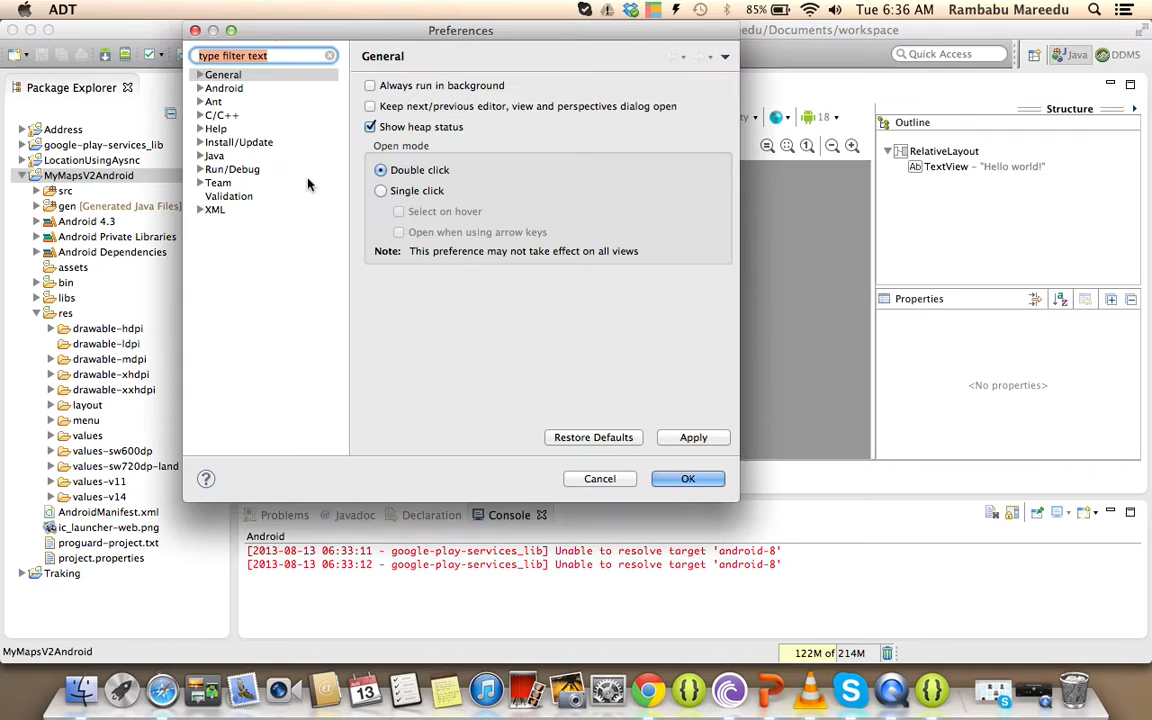 ADT
85%
Tue 6:36 AM
Rambabu Mareedu
Preferences
edu/Documents/workspace
Quick Access
Java
DDMS
Package Explorer
Address
google-play-services_lib
LocationUsingAysnc
MyMapsV2Android
src
gen [Generated Java Files]
Android 4.3
Android Private Libraries
Android Dependencies
assets
bin
libs
res
drawable-hdpi
drawable-ldpi
drawable-mdpi
drawable-xhdpi
drawable-xxhdpi
layout
menu
values
values-sw600dp
values-sw720dp-land
values-v11
values-v14
AndroidManifest.xml
ic_launcher-web.png
proguard-project.txt
project.properties
Traking
type filter text
General
Android
Ant
C/C++
Help
Install/Update
Java
Run/Debug
Team
Validation
XML
General
Always run in background
Keep next/previous editor, view and perspectives dialog open
Show heap status
Open mode
Double click
Single click
Select on hover
Open when using arrow keys
Note: This preference may not take effect on all views
Restore Defaults
Apply
Cancel
OK
18
Structure
Outline
RelativeLayout
Ab TextView - "Hello world!"
Properties
<No properties>
Problems
Javadoc
Declaration
Console
Android
[2013-08-13 06:33:11 - google-play-services_lib] Unable to resolve target 'android-8'
[2013-08-13 06:33:12 - google-play-services_lib] Unable to resolve target 'android-8'
MyMapsV2Android
122M of 214M